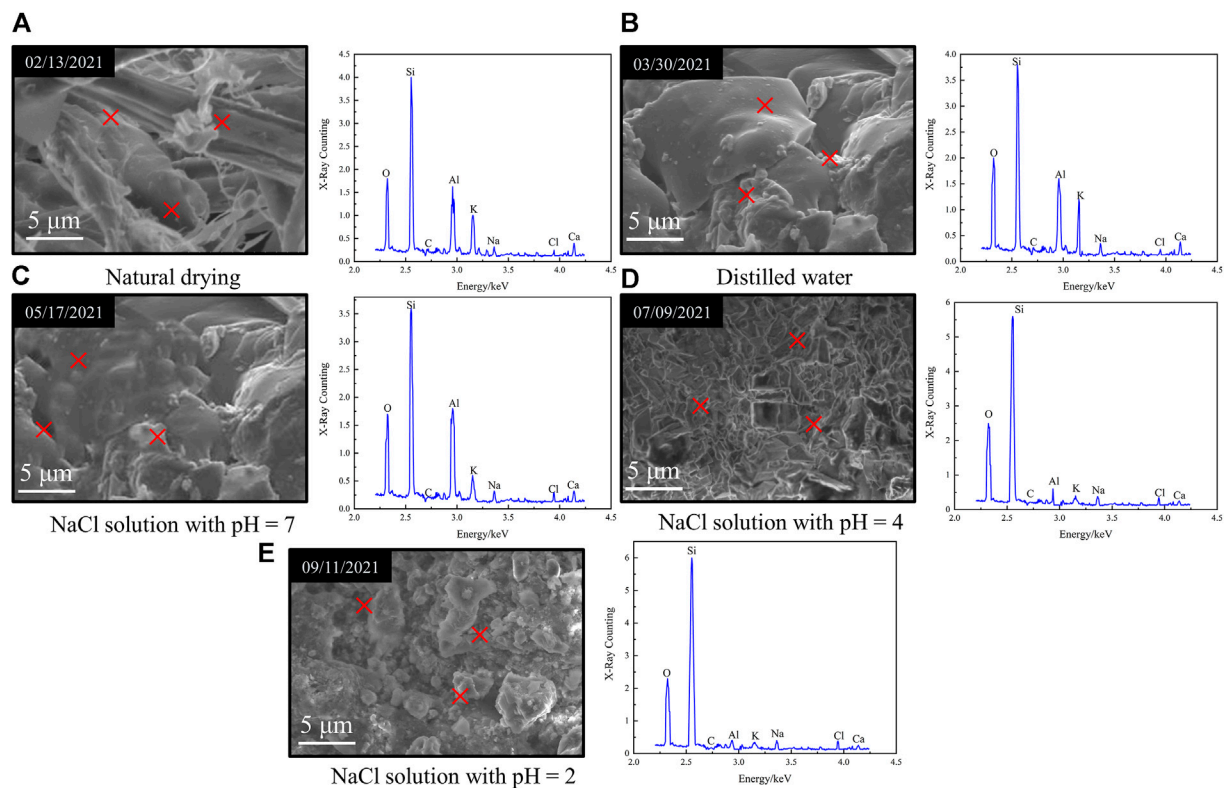 A
02/13/2021
5 μm
Natural drying
4.5
4.0
3.5
3.0
2.5
2.0
1.5
1.0
0.5
0.0
X-Ray Counting
O
Si
C
Al
K
Na
Cl
Ca
2.0 2.5 3.0 3.5 4.0 4.5
Energy/keV
B
03/30/2021
5 μm
Distilled water
4.0
3.5
3.0
2.5
2.0
1.5
1.0
0.5
0.0
X-Ray Counting
O
Si
C
Al
K
Na
Cl
Ca
2.0 2.5 3.0 3.5 4.0 4.5
Energy/keV
C
05/17/2021
5 μm
NaCl solution with pH = 7
3.5
3.0
2.5
2.0
1.5
1.0
0.5
0.0
X-Ray Counting
O
Si
C
Al
K
Na
Cl
Ca
2.0 2.5 3.0 3.5 4.0 4.5
Energy/keV
D
07/09/2021
5 μm
NaCl solution with pH = 4
6
5
4
3
2
1
0
X-Ray Counting
O
Si
C
Al
K
Na
Cl
Ca
2.0 2.5 3.0 3.5 4.0 4.5
Energy/keV
E
09/11/2021
5 μm
NaCl solution with pH = 2
6
5
4
3
2
1
0
X-Ray Counting
O
Si
C
Al
K
Na
Cl
Ca
2.0 2.5 3.0 3.5 4.0 4.5
Energy/keV